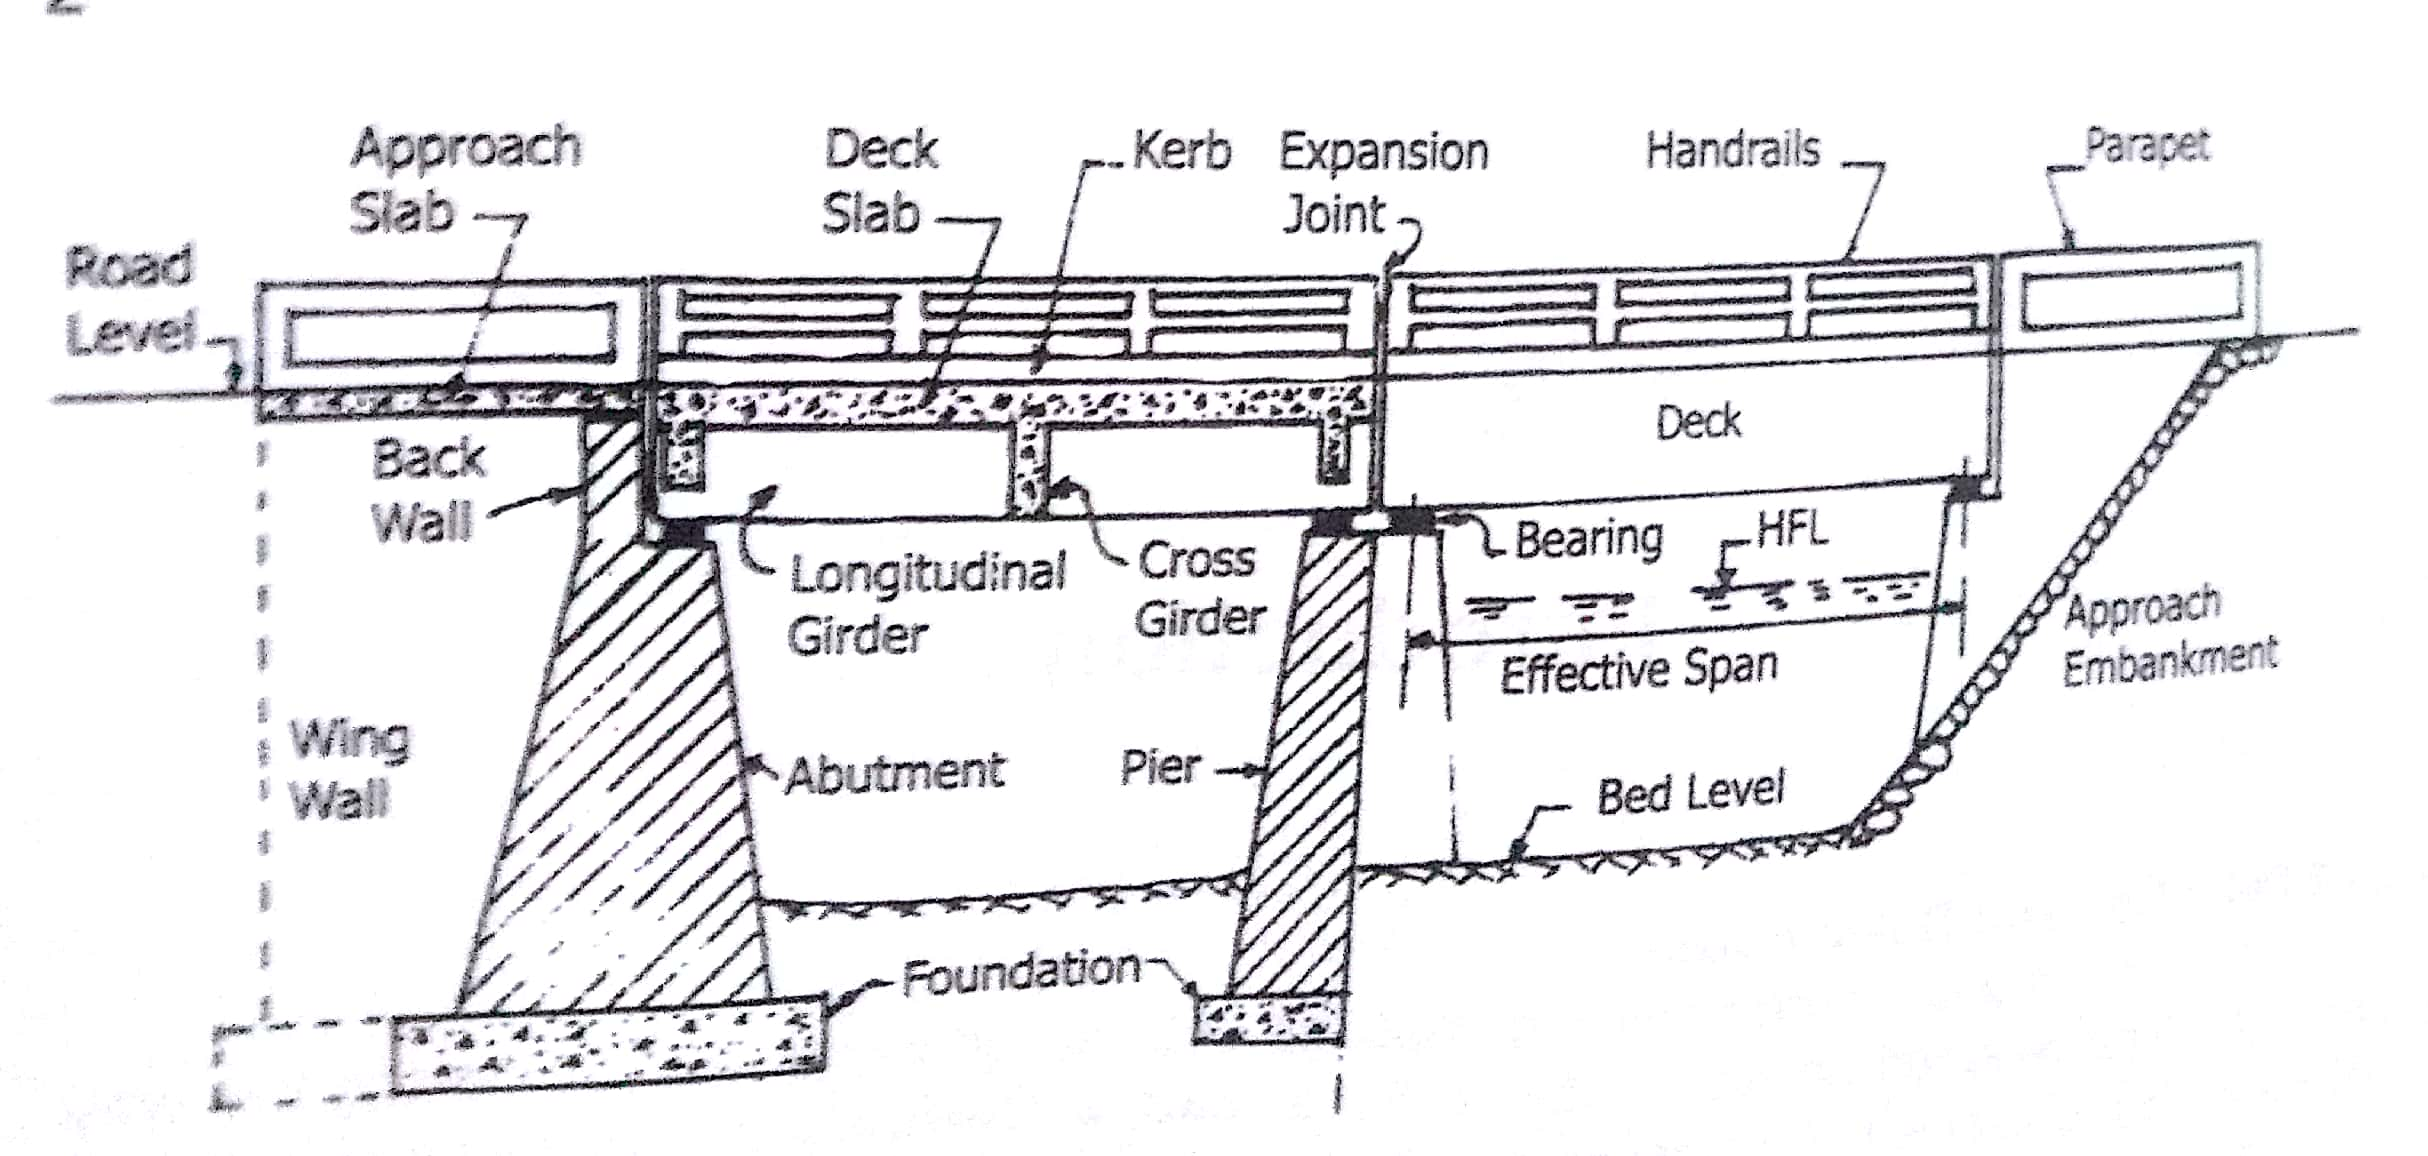 Approach
Slab
Deck
Slab
Kerb
Expansion
Joint
Handrails
Parapet
Road
Level
Back
Wall
Deck
Longitudinal
Girder
Cross
Girder
Bearing
HFL
Effective Span
Approach
Embankment
Wing
Wall
Abutment
Pier
Bed Level
Foundation